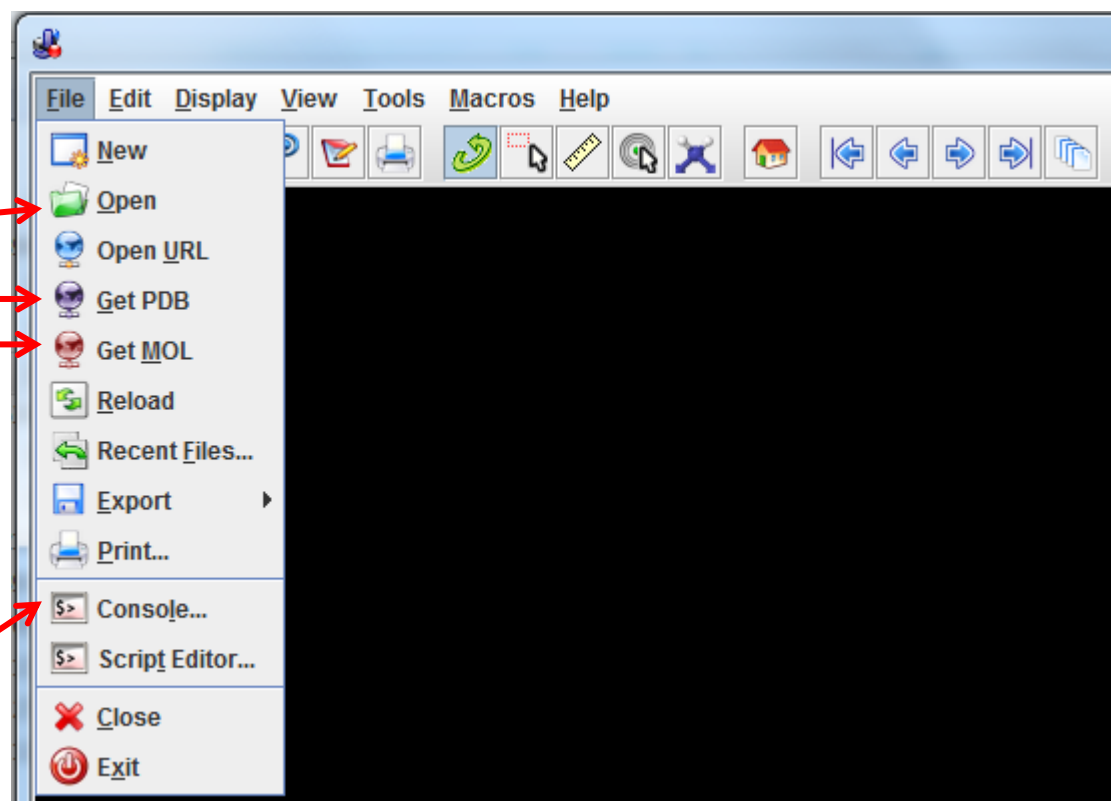 File Edit Display View Tools Macros Help
New
Open
Open URL
Get PDB
Get MOL
Reload
Recent Files...
Export
Print...
$> Console...
$> Script Editor...
Close
Exit